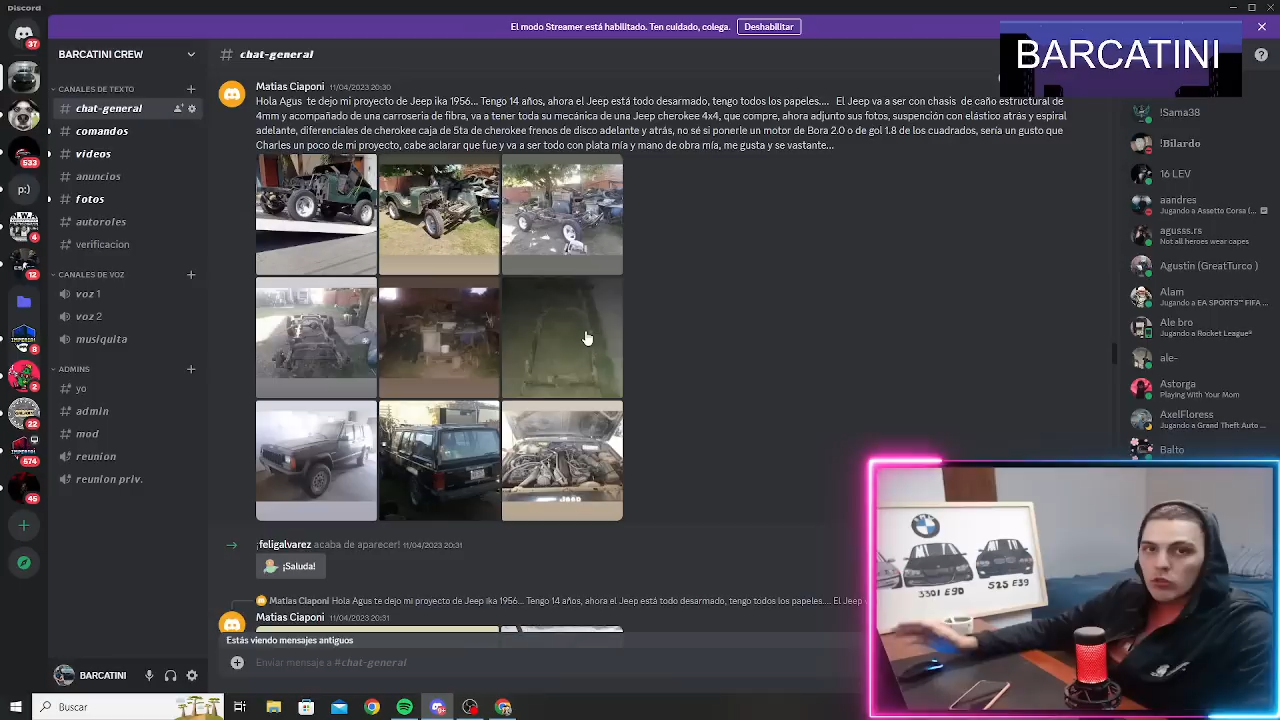 Discord
El modo Streamer está habilitado. Ten cuidado, colega.
Deshabilitar
BARCATINI
37
BARCATINI CREW
chat-general
CANALES DE TEXTO
chat-general
comandos
videos
anuncios
fotos
autoroles
verificacion
CANALES DE VOZ
voz 1
voz 2
musiquita
ADMINS
yo
admin
mod
reunion
reunion priv.
533
p:)
4
12
8
2
22
574
45
Matias Ciaponi 11/04/2023 20:30
Hola Agus te dejo mi proyecto de Jeep ika 1956... Tengo 14 años, ahora el Jeep está todo desarmado, tengo todos los papeles.... El Jeep va a ser con chasis de caño estructural de
4mm y acompañado de una carroseria de fibra, va a tener toda su mecánica de una Jeep cherokee 4x4, que compre, ahora adjunto sus fotos, suspensión con elástico atrás y espiral
adelante, diferenciales de cherokee caja de 5ta de cherokee frenos de disco adelante y atrás, no sé si ponerle un motor de Bora 2.0 o de gol 1.8 de los cuadrados, sería un gusto que
Charles un poco de mi proyecto, cabe aclarar que fue y va a ser todo con plata mía y mano de obra mía, me gusta y se vastante...
¡feligalvarez acaba de aparecer! 11/04/2023 20:31
¡Saluda!
Matias Ciaponi Hola Agus te dejo mi proyecto de Jeep ika 1956... Tengo 14 años, ahora el Jeep está todo desarmado, tengo todos los papeles.... El Jeep
Matias Ciaponi 11/04/2023 20:31
Estás viendo mensajes antiguos
Enviar mensaje a #chat-general
BARCATINI
Buscar
lSama38
!Bilardo
16 LEV
aandres
Jugando a Assetto Corsa (...
agusss.rs
Not all heroes wear capes
Agustin (GreatTurco )
Alam
Jugando a EA SPORTS™ FIFA ...
Ale bro
Jugando a Rocket League®
ale-
Astorga
Playing With Your Mom
AxelFloress
Jugando a Grand Theft Auto ...
Balto
330I E90
525 E39